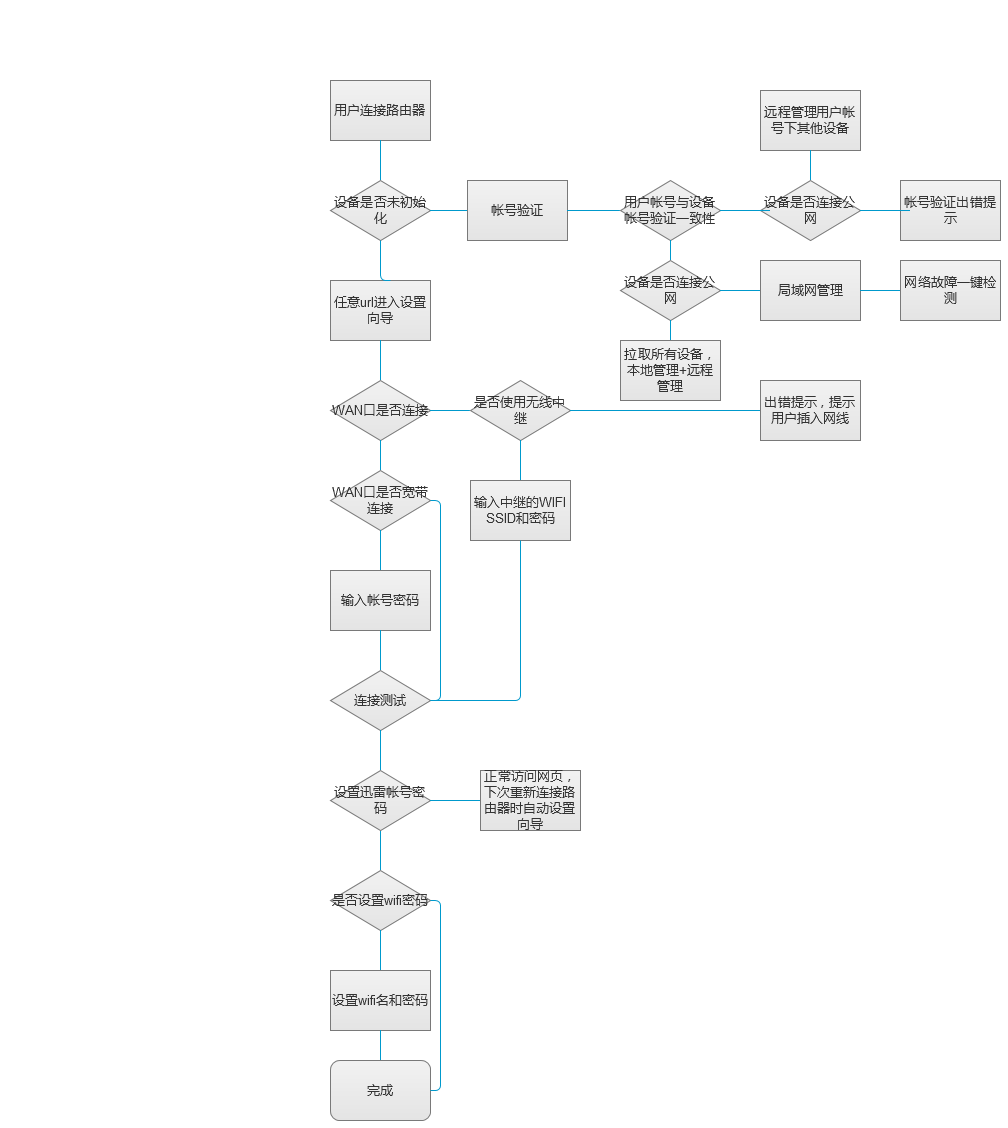 用户连接路由器
远程管理用户帐
号下其他设备
设备是否未初始
化
帐号验证
用户帐号与设备
帐号验证一致性
设备是否连接公
网
帐号验证出错提
示
任意url进入设置
向导
设备是否连接公
网
局域网管理
网络故障一键检
测
拉取所有设备，
本地管理+远程
管理
WAN口是否连接
是否使用无线中
继
出错提示，提示
用户插入网线
WAN口是否宽带
连接
输入中继的WIFI
SSID和密码
输入帐号密码
连接测试
设置迅雷帐号密
码
正常访问网页，
下次重新连接路
由器时自动设置
向导
是否设置wifi密码
设置wifi名和密码
完成